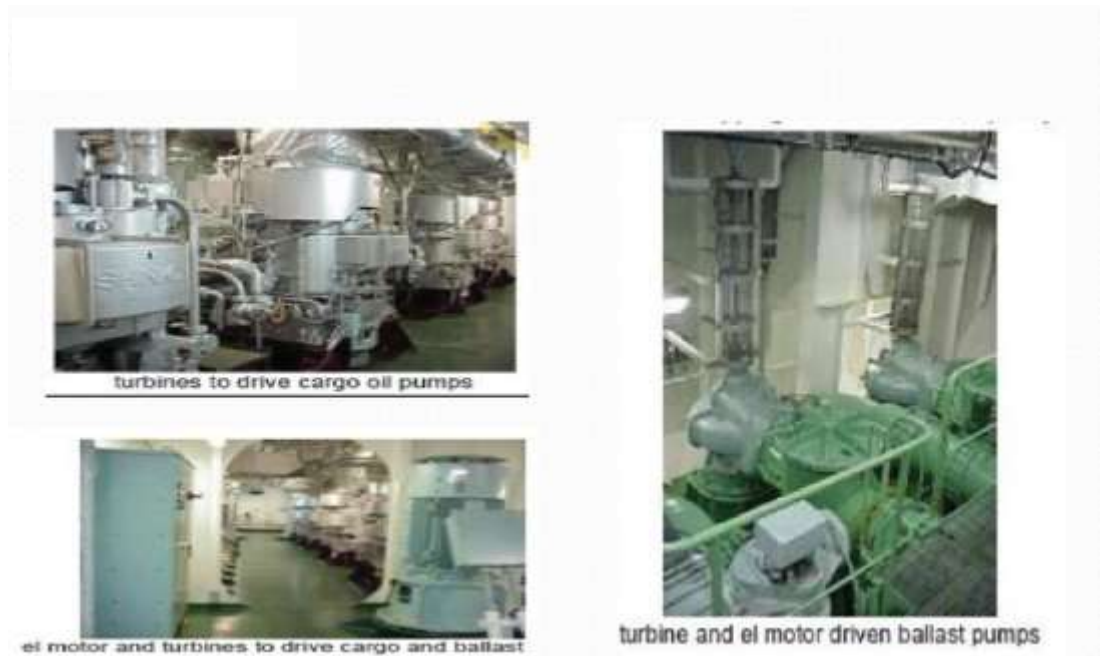 turbines to drive cargo oil pumps
el motor and turbines to drive cargo and ballast
turbine and el motor driven ballast pumps